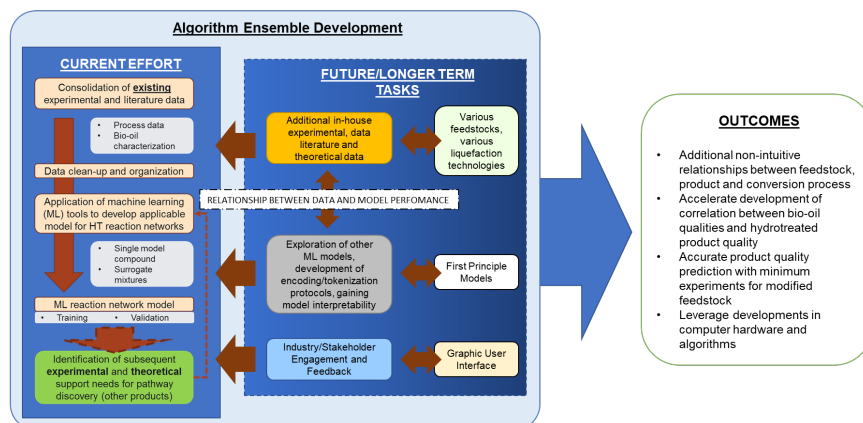 Algorithm Ensemble Development
CURRENT EFFORT
Consolidation of existing
experimental and literature data
• Process data
• Bio-oil
characterization
Data clean-up and organization
Application of machine learning
(ML) tools to develop applicable
model for HT reaction networks
• Single model
compound
• Surrogate
mixtures
ML reaction network model
• Training • Validation
Identification of subsequent
experimental and theoretical
support needs for pathway
discovery (other products)
FUTURE/LONGER TERM
TASKS
Additional in-house
experimental, data
literature and
theoretical data
Various
feedstocks,
various
liquefaction
technologies
RELATIONSHIP BETWEEN DATA AND MODEL PERFOMANCE
Exploration of other
ML models,
development of
encoding/tokenization
protocols, gaining
model interpretability
First Principle
Models
Industry/Stakeholder
Engagement and
Feedback
Graphic User
Interface
OUTCOMES
• Additional non-intuitive
relationships between feedstock,
product and conversion process
• Accelerate development of
correlation between bio-oil
qualities and hydrotreated
product quality
• Accurate product quality
prediction with minimum
experiments for modified
feedstock
• Leverage developments in
computer hardware and
algorithms